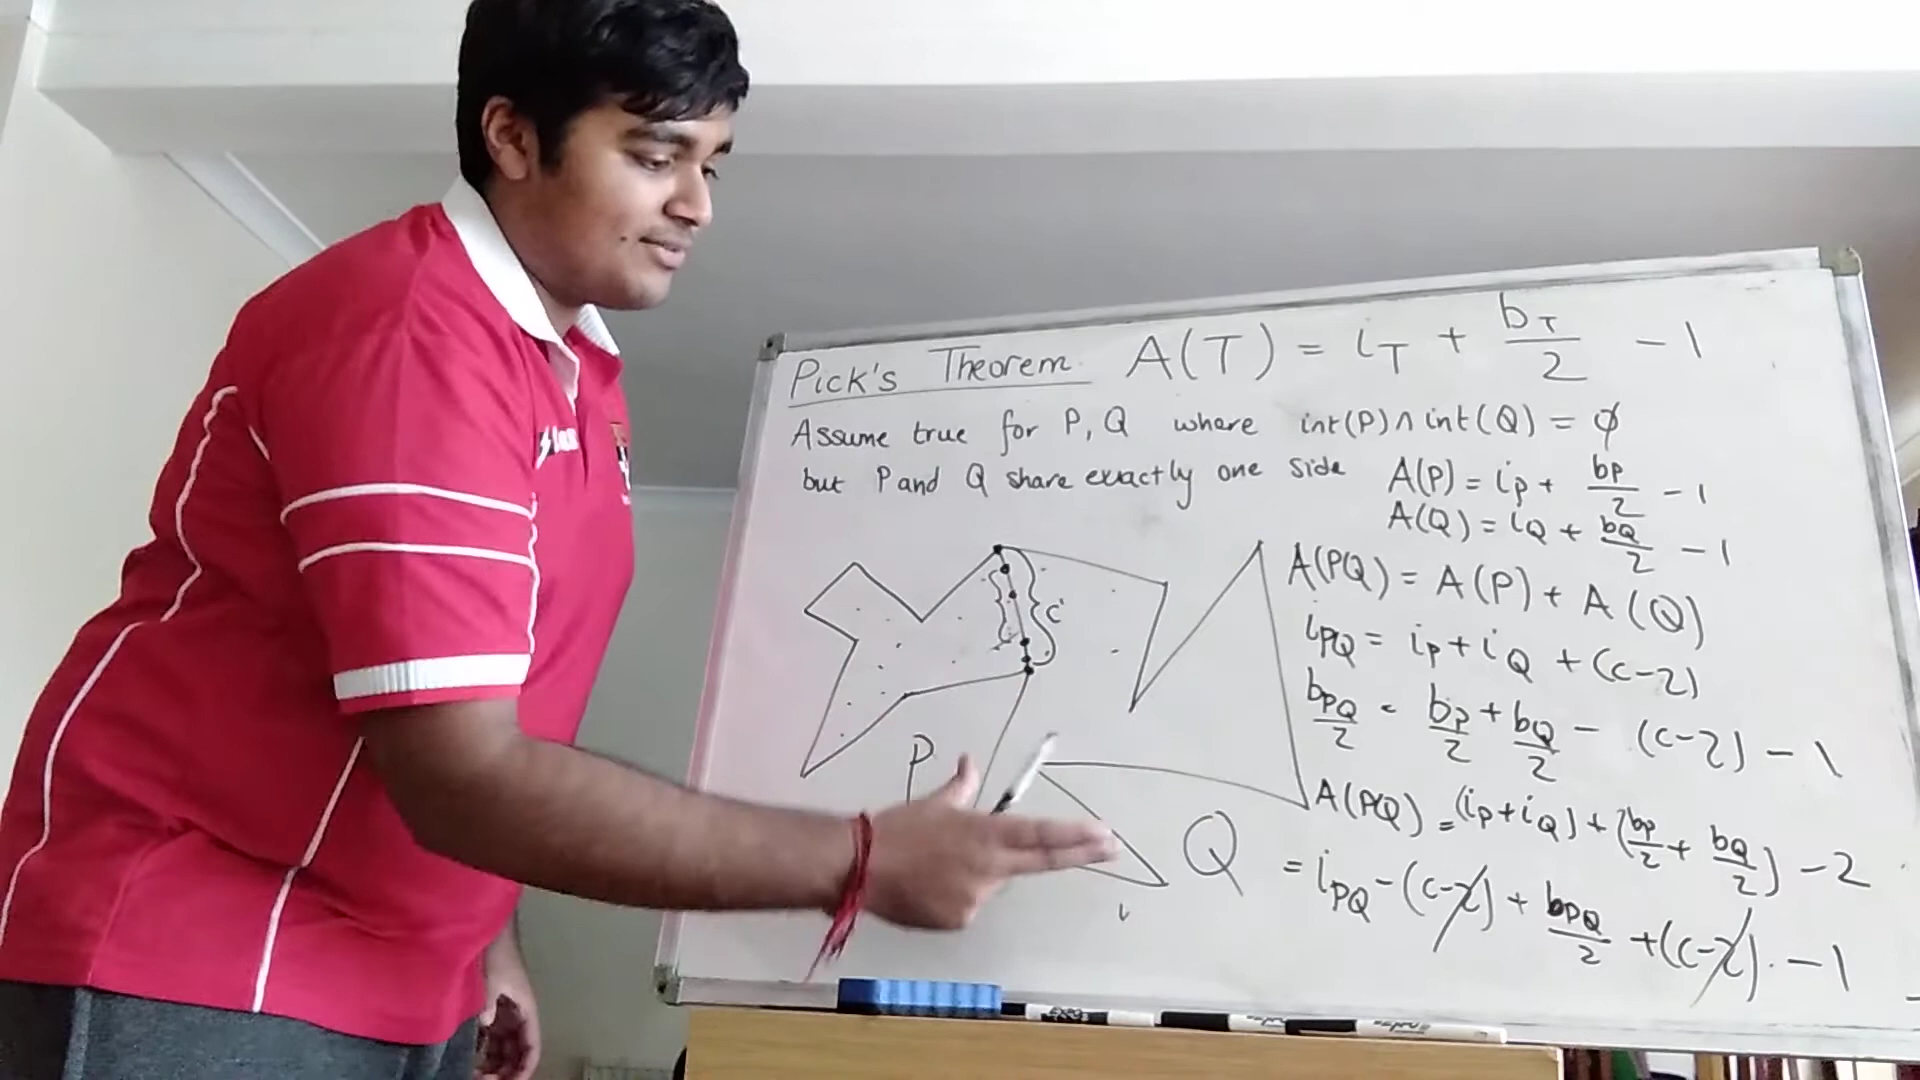 Pick's Theorem. A(T) = i_T + b_T/2 - 1
Assume true for P, Q where int(P) ∩ int(Q) = ∅
but P and Q share exactly one side
A(P) = i_P + b_P/2 - 1
A(Q) = i_Q + b_Q/2 - 1
A(PQ) = A(P) + A(Q)
i_PQ = i_P + i_Q + (c-2)
b_PQ/2 = b_P/2 + b_Q/2 - (c-2) - 1
A(PQ) = (i_P + i_Q) + (b_P/2 + b_Q/2) - 2
= i_PQ - (c-2) + b_PQ/2 + (c-2) - 1
c
P
Q